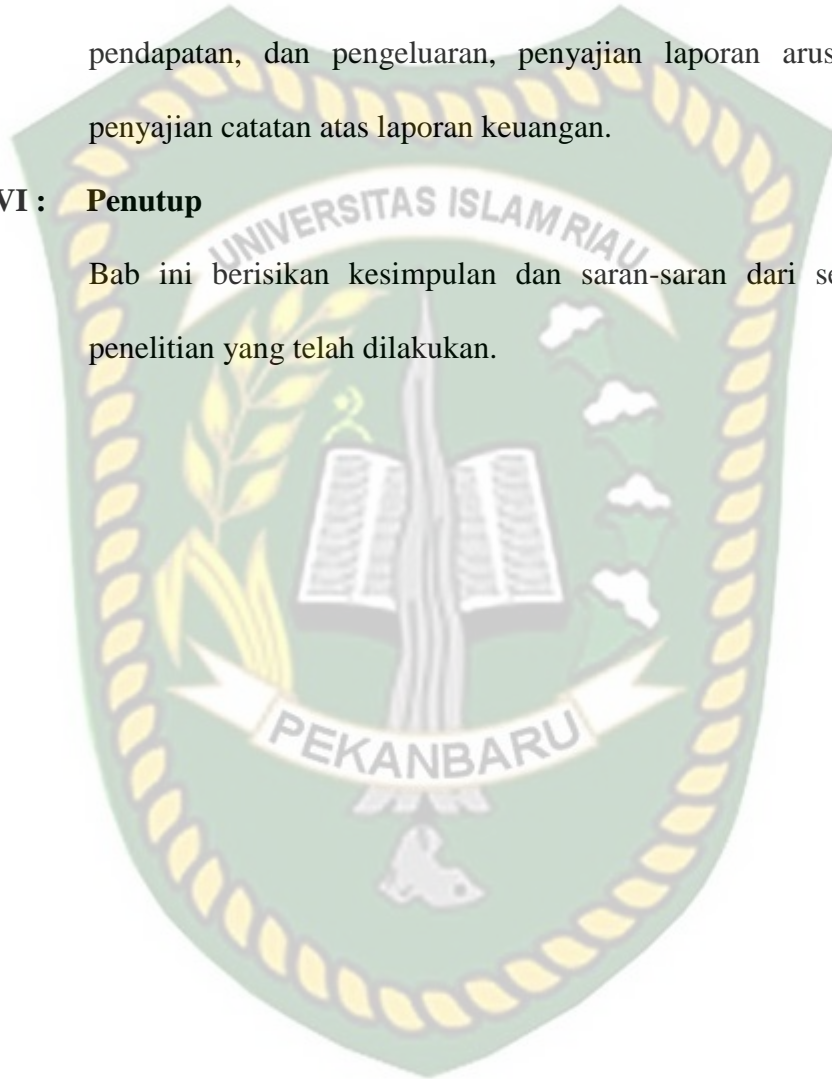 pendapatan, dan pengeluaran, penyajian laporan arus
penyajian catatan atas laporan keuangan.
VI : Penutup
UNIVERSITAS ISLAM RIAU
Bab ini berisikan kesimpulan dan saran-saran dari se
penelitian yang telah dilakukan.
PEKANBARU